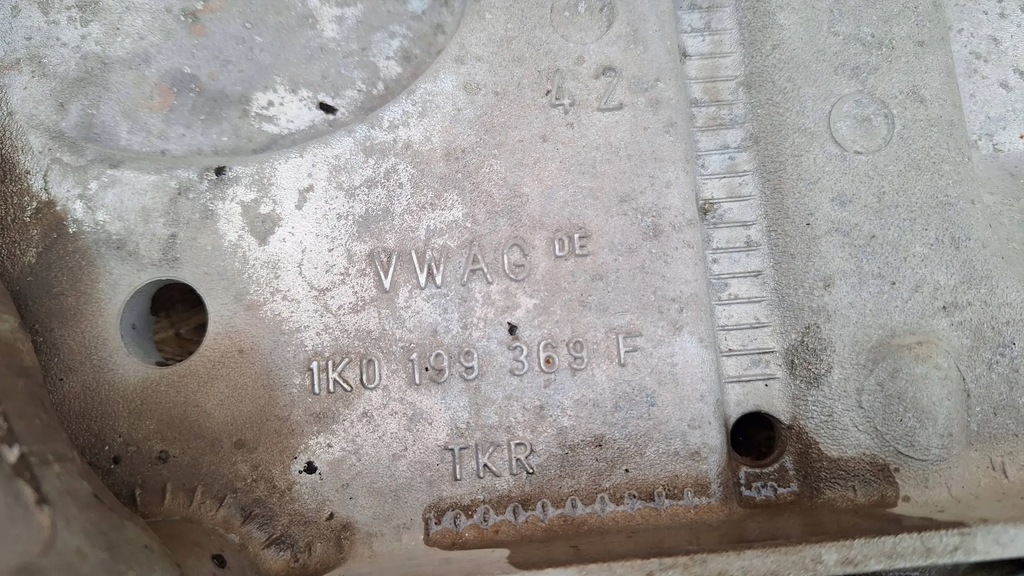 42
VWAG DE
1K0 199 369 F
TKR